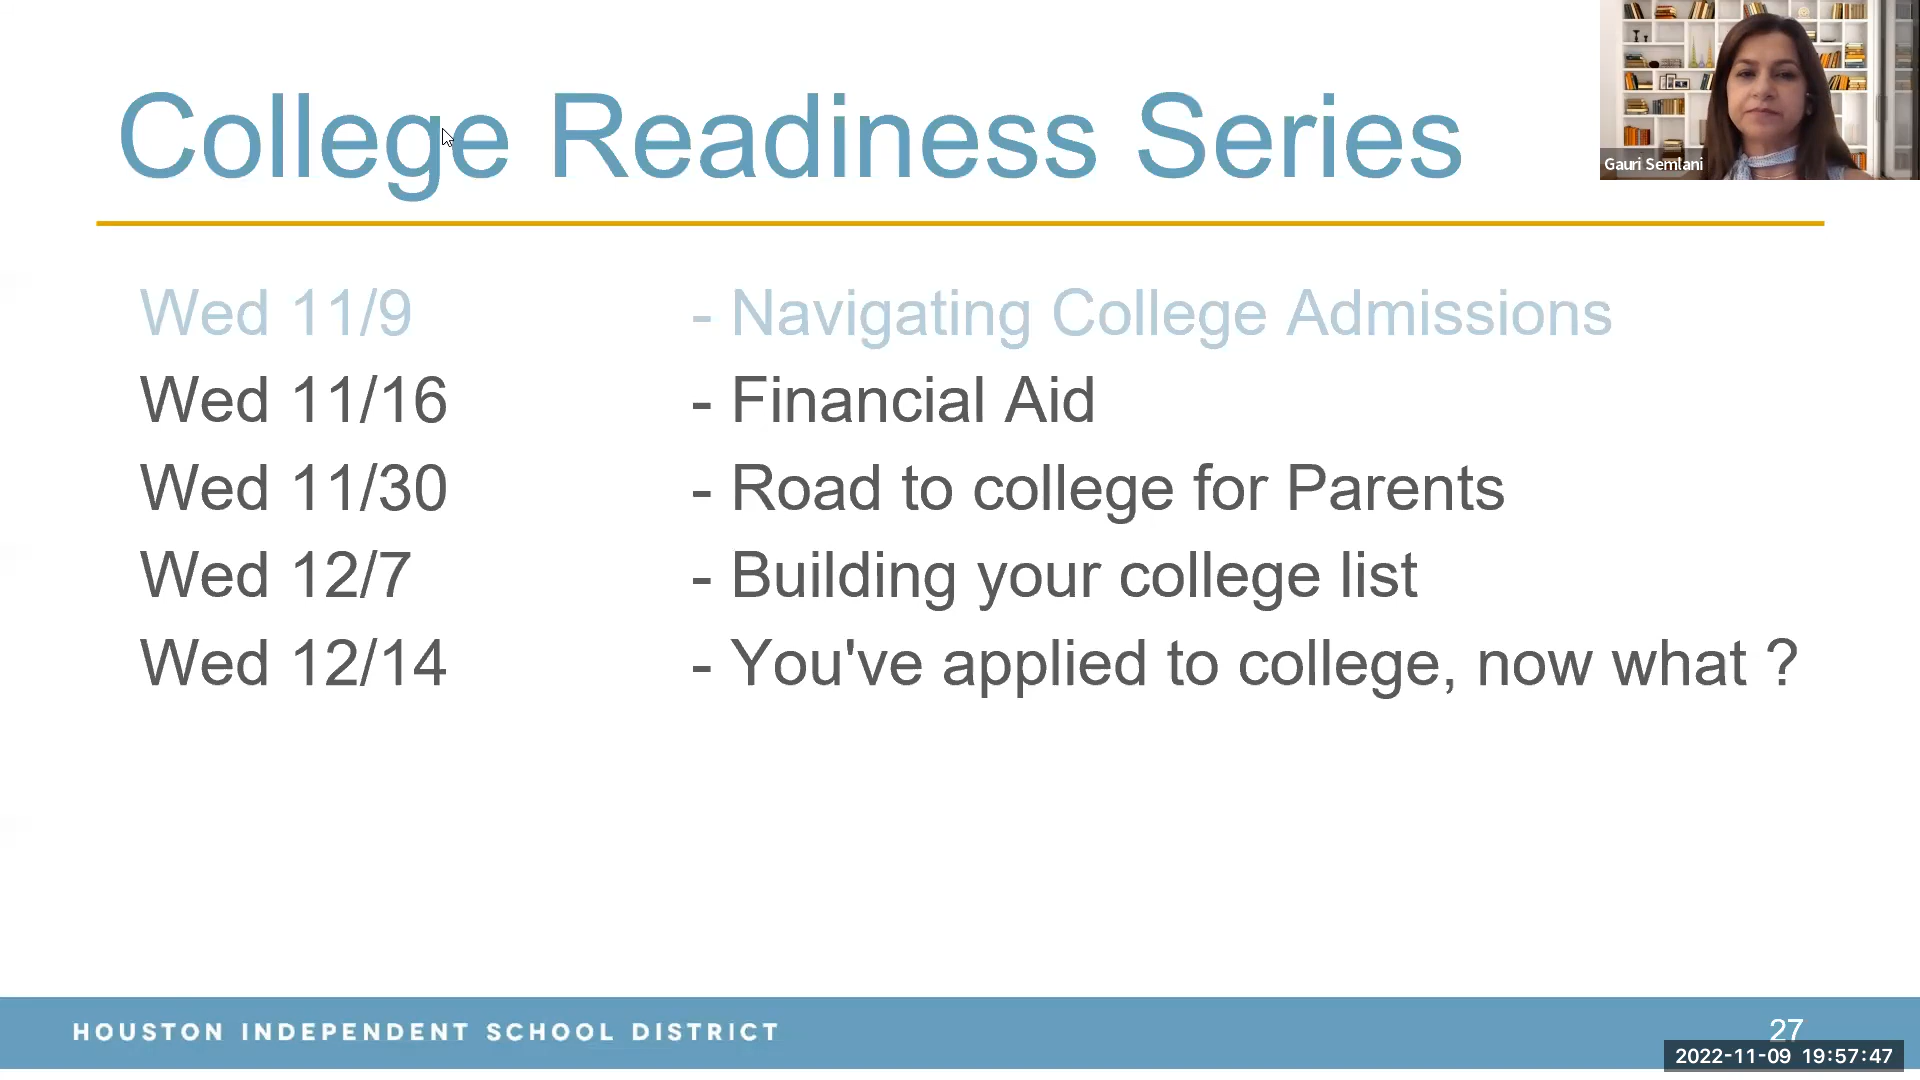 College Readiness Series
Gauri Semlani
Wed 11/9 - Navigating College Admissions
Wed 11/16 - Financial Aid
Wed 11/30 - Road to college for Parents
Wed 12/7 - Building your college list
Wed 12/14 - You've applied to college, now what ?
HOUSTON INDEPENDENT SCHOOL DISTRICT
27
2022-11-09 19:57:47